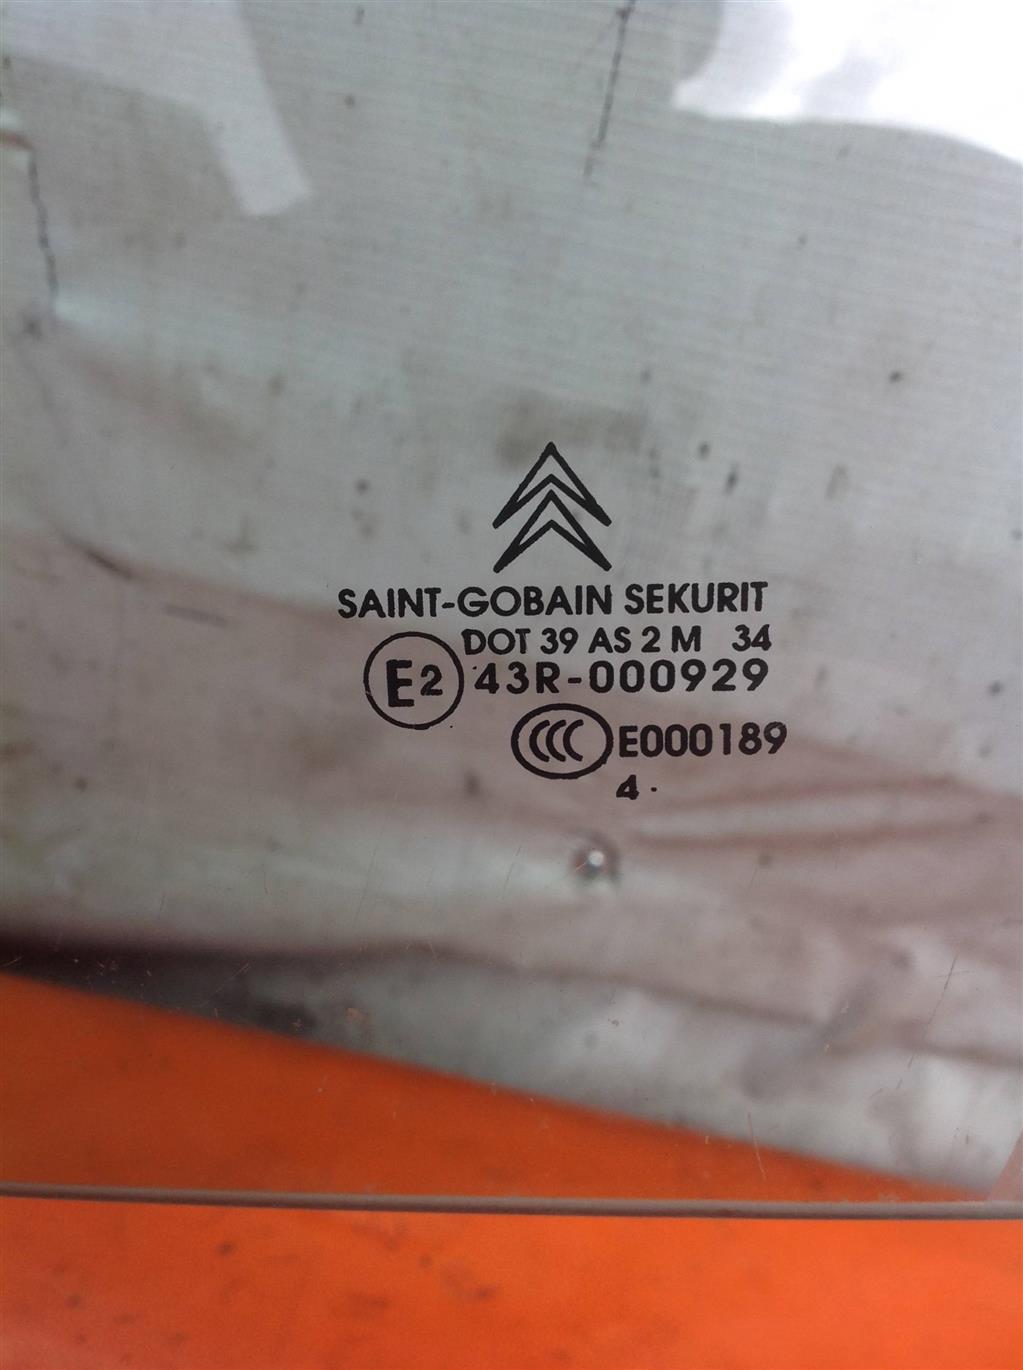 SAINT-GOBAIN SEKURIT
DOT 39 AS 2 M 34
E2 43R-000929
CCC E000189
4 .